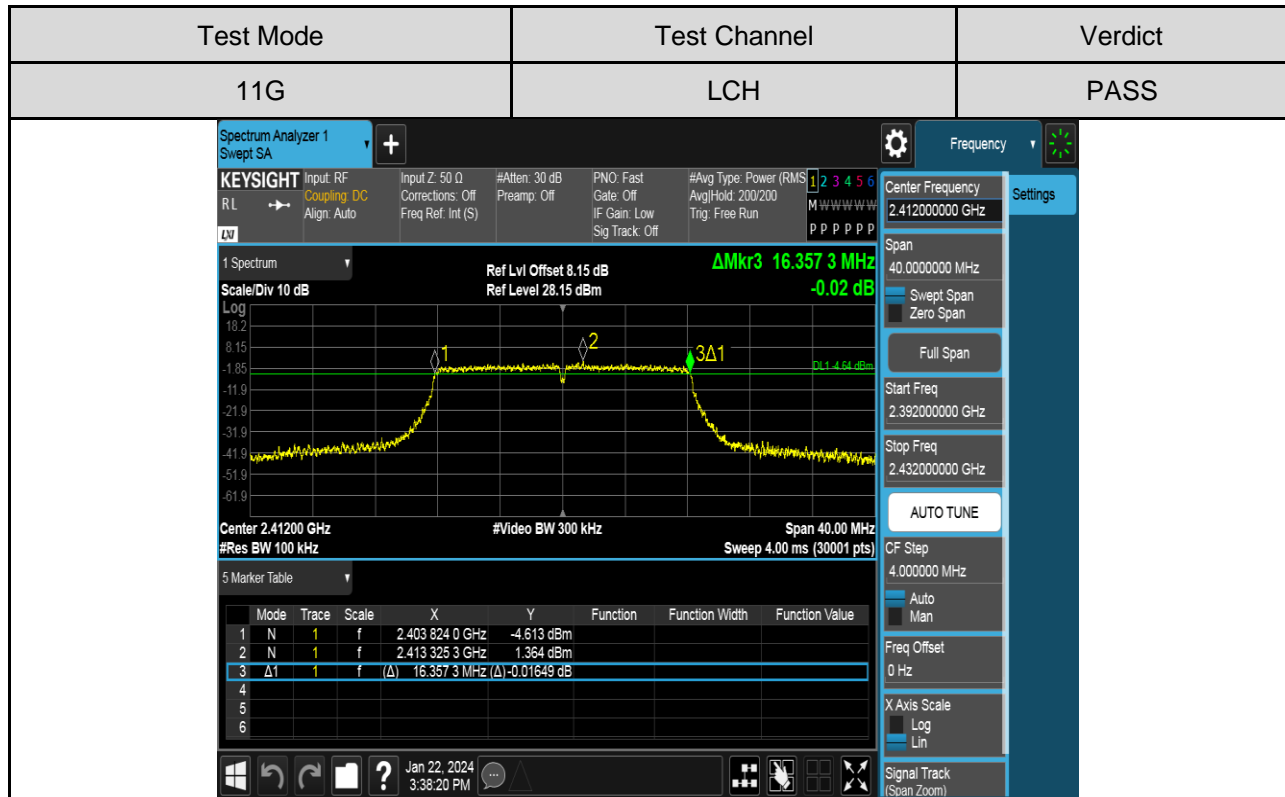 Test Mode Test Channel Verdict
11G LCH PASS
Spectrum Analyzer 1
Swept SA
+
Frequency
KEYSIGHT Input: RF Input Z: 50 Ω #Atten: 30 dB PNO: Fast #Avg Type: Power (RMS 1 2 3 4 5 6
RL Coupling: DC Corrections: Off Preamp: Off Gate: Off Avg|Hold: 200/200 M W W W W W
Align: Auto Freq Ref: Int (S) IF Gain: Low Trig: Free Run
LXI Sig Track: Off P P P P P P
1 Spectrum Ref Lvl Offset 8.15 dB ΔMkr3 16.357 3 MHz
Scale/Div 10 dB Ref Level 28.15 dBm -0.02 dB
Log
18.2
8.15
-1.85
-11.9
-21.9
-31.9
-41.9
-51.9
-61.9
1
2
3Δ1
DL1 -4.64 dBm
Center 2.41200 GHz #Video BW 300 kHz Span 40.00 MHz
#Res BW 100 kHz Sweep 4.00 ms (30001 pts)
5 Marker Table
Mode Trace Scale X Y Function Function Width Function Value
1 N 1 f 2.403 824 0 GHz -4.613 dBm
2 N 1 f 2.413 325 3 GHz 1.364 dBm
3 Δ1 1 f (Δ) 16.357 3 MHz (Δ) -0.01649 dB
4
5
6
?
Jan 22, 2024
3:38:20 PM
Center Frequency
2.412000000 GHz
Settings
Span
40.0000000 MHz
Swept Span
Zero Span
Full Span
Start Freq
2.392000000 GHz
Stop Freq
2.432000000 GHz
AUTO TUNE
CF Step
4.000000 MHz
Auto
Man
Freq Offset
0 Hz
X Axis Scale
Log
Lin
Signal Track
(Span Zoom)